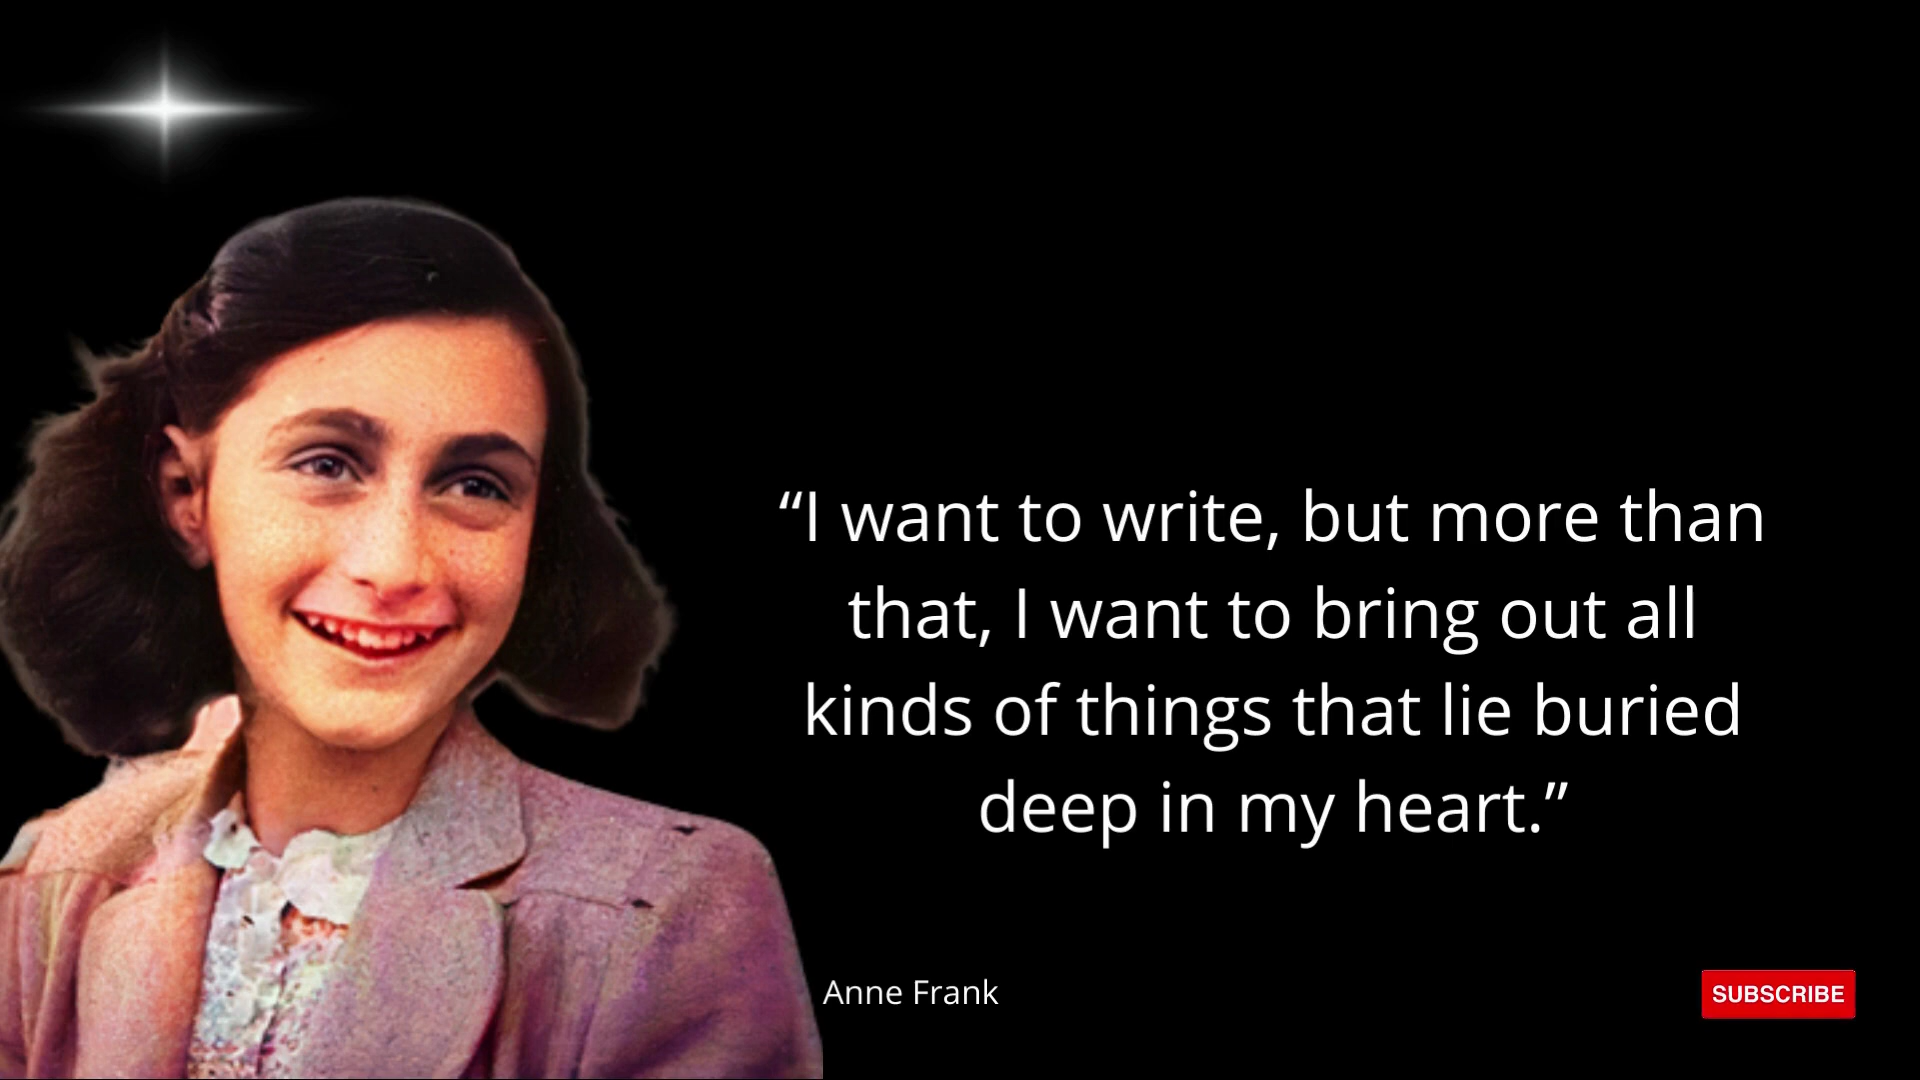 “I want to write, but more than
that, I want to bring out all
kinds of things that lie buried
deep in my heart.”
Anne Frank
SUBSCRIBE